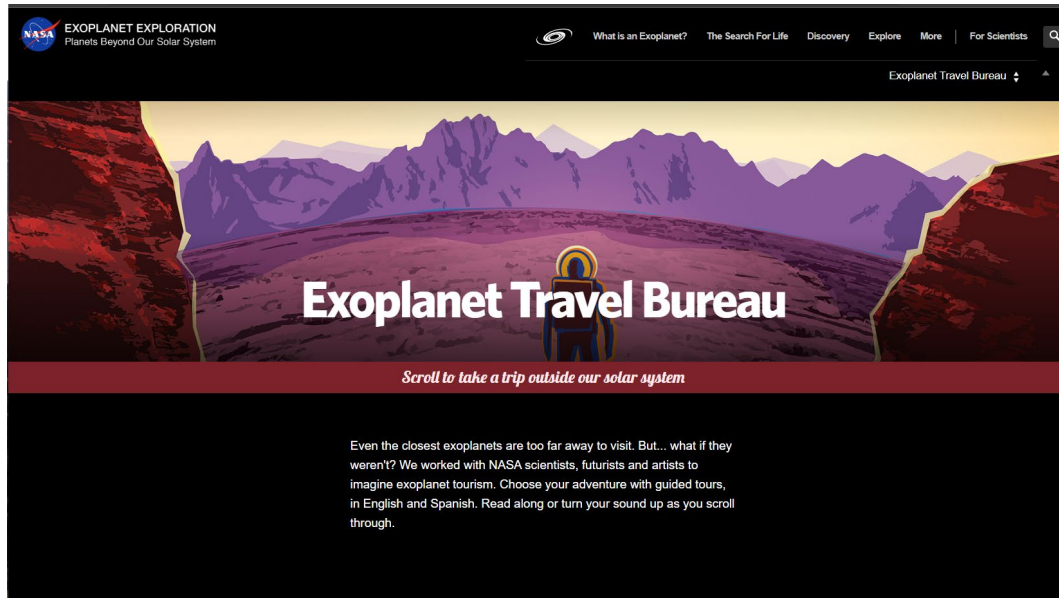 NASA
EXOPLANET EXPLORATION
Planets Beyond Our Solar System
What is an Exoplanet? The Search For Life Discovery Explore More For Scientists
Exoplanet Travel Bureau
Exoplanet Travel Bureau
Scroll to take a trip outside our solar system
Even the closest exoplanets are too far away to visit. But... what if they
weren't? We worked with NASA scientists, futurists and artists to
imagine exoplanet tourism. Choose your adventure with guided tours,
in English and Spanish. Read along or turn your sound up as you scroll
through.